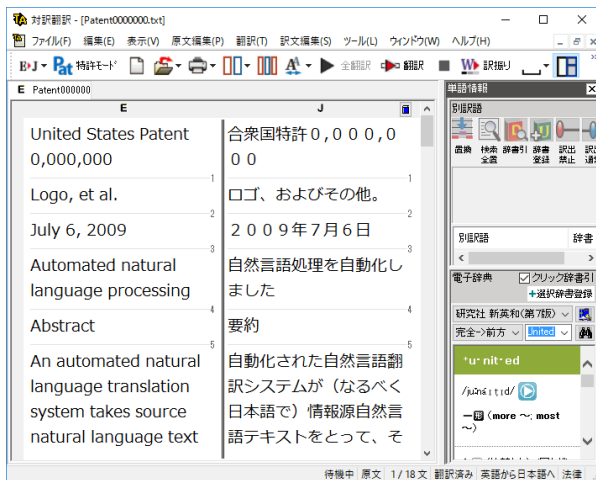 対訳翻訳 - [Patent0000000.txt]
ファイル(F) 編集(E) 表示(V) 原文編集(P) 翻訳(T) 訳文編集(S) ツール(L) ウィンドウ(W) ヘルプ(H)
E▸J Pat 特許モード 全翻訳 翻訳 W 訳振り
E Patent000000
E J
United States Patent 合衆国特許０,０００,０
0,000,000 ００
1
Logo, et al. ロゴ、およびその他。
2
July 6, 2009 ２００９年７月６日
3
Automated natural 自然言語処理を自動化し
language processing ました
4
Abstract 要約
5
An automated natural 自動化された自然言語翻
language translation 訳システムが（なるべく
system takes source 日本語で）情報源自然言
natural language text 語テキストをとって、そ
単語情報
別訳語
置換 検索 辞書引 辞書 訳出
全置 登録 禁止
別訳語 辞書
電子辞典 クリック辞書引
+選択辞書登録
研究社 新英和(第7版)
完全->前方 United
*u·nit·ed
(more ～; most
～)
待機中 原文 1/18文 翻訳済み 英語から日本語へ 法律